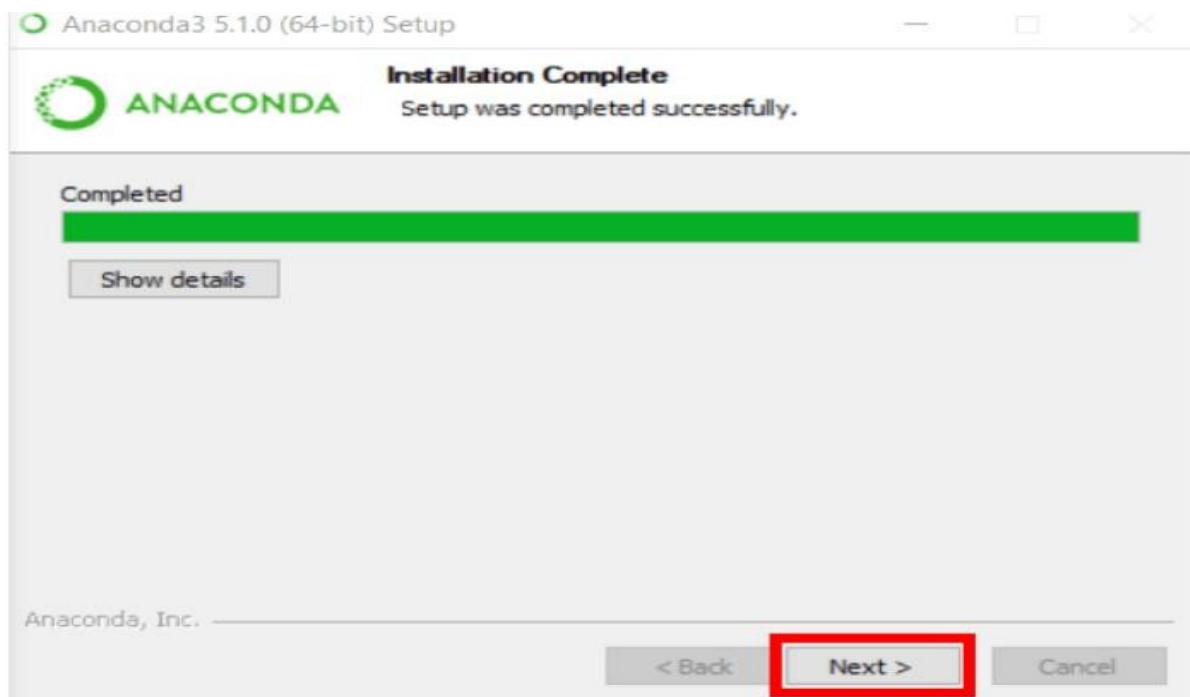 Anaconda3 5.1.0 (64-bit) Setup
ANACONDA
Installation Complete
Setup was completed successfully.
Completed
Show details
Anaconda, Inc.
< Back
Next >
Cancel